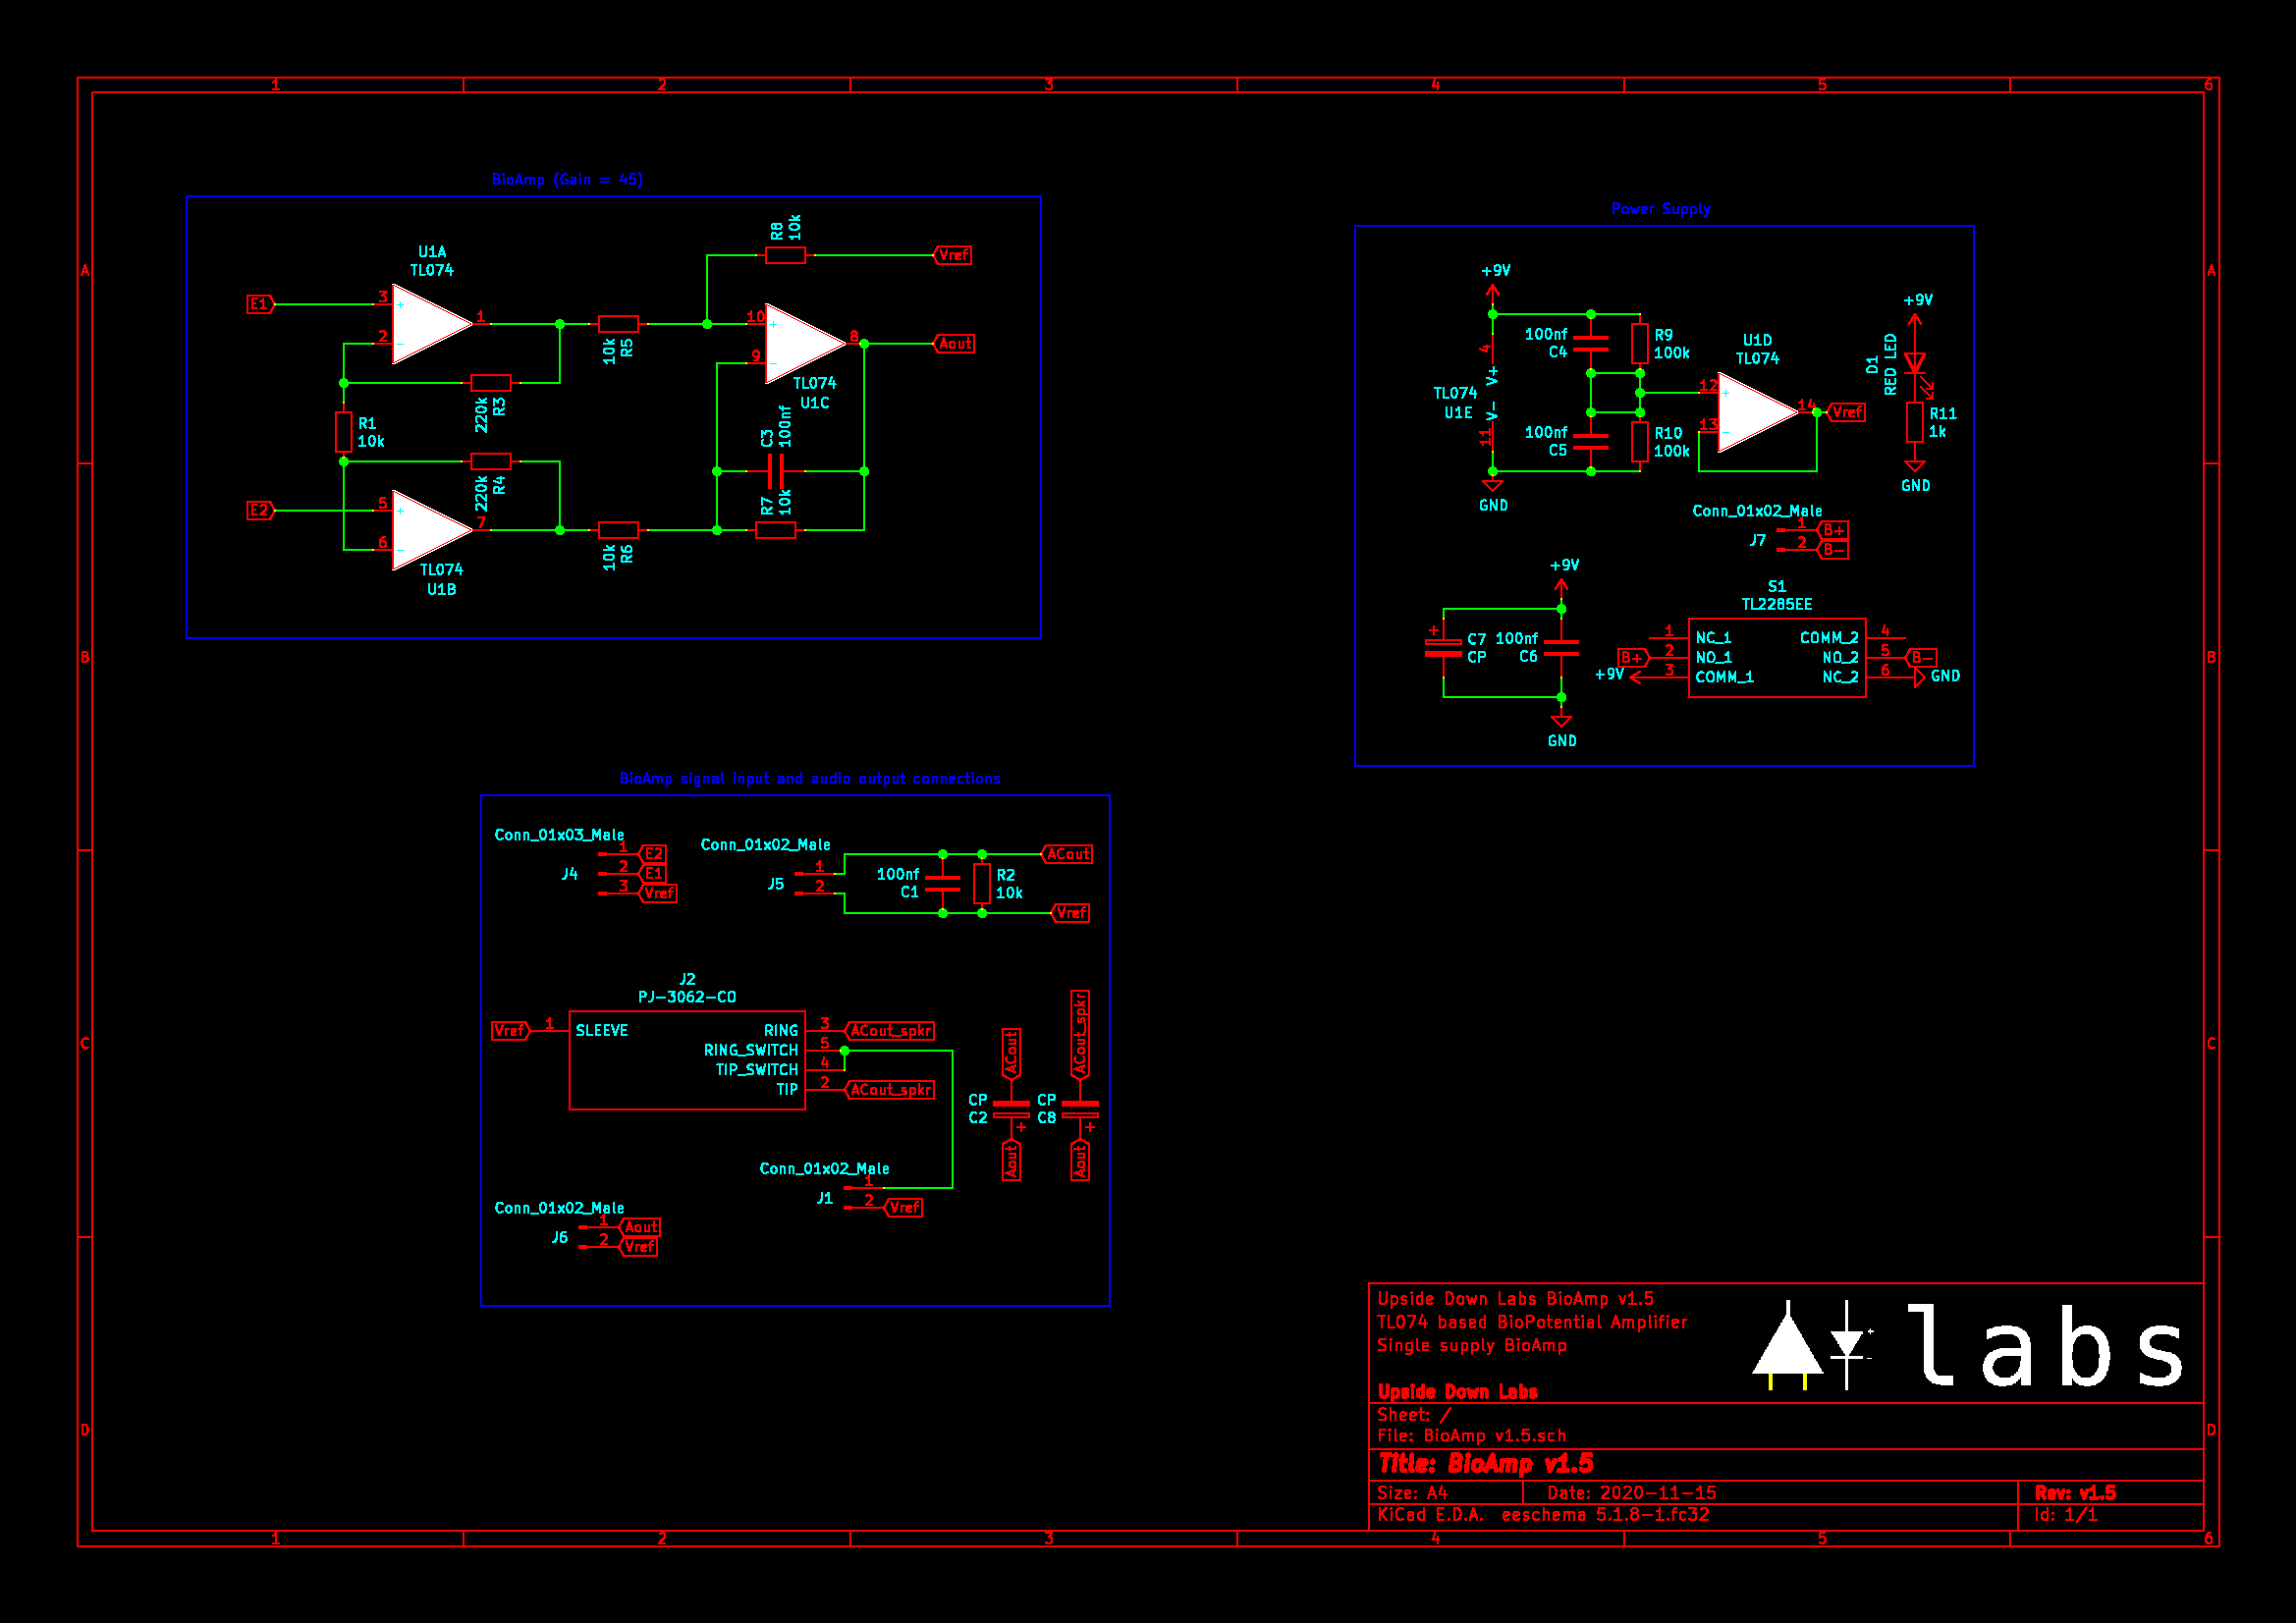 1 2 3 4 5 6
A
B
C
D
A
B
C
D
1 2 3 4 5 6
BioAmp (Gain = 45)
U1A
TL074
E1
3
2
1
+
-
R8
10k
Vref
10k
R5
10
9
8
+
-
Aout
TL074
U1C
220k
R3
R1
10k
C3
100nf
220k
R4
R7
10k
E2
5
6
7
+
-
10k
R6
TL074
U1B
Power Supply
+9V
4
V+
TL074
U1E
V-
11
GND
100nf
C4
R9
100k
100nf
C5
R10
100k
U1D
TL074
12
13
14
+
-
Vref
+9V
D1
RED LED
R11
1k
GND
Conn_01x02_Male
J7
1 B+
2 B-
+9V
+
C7
CP
100nf
C6
GND
S1
TL2285EE
1 NC_1 COMM_2 4
B+ 2 NO_1 NO_2 5 B-
+9V 3 COMM_1 NC_2 6 GND
BioAmp signal input and audio output connections
Conn_01x03_Male
J4
1 E2
2 E1
3 Vref
Conn_01x02_Male
J5
1
2
100nf
C1
R2
10k
ACout
Vref
J2
PJ-3062-CO
Vref 1 SLEEVE
RING 3 ACout_spkr
RING_SWITCH 5
TIP_SWITCH 4
TIP 2 ACout_spkr
ACout
CP
C2
+
Aout
ACout_spkr
CP
C8
+
Aout
Conn_01x02_Male
J1
1
2 Vref
Conn_01x02_Male
J6
1 Aout
2 Vref
Upside Down Labs BioAmp v1.5
TL074 based BioPotential Amplifier
Single supply BioAmp
Upside Down Labs
labs
+
-
Sheet: /
File: BioAmp v1.5.sch
Title: BioAmp v1.5
Size: A4 Date: 2020-11-15 Rev: v1.5
KiCad E.D.A. eeschema 5.1.8-1.fc32 Id: 1/1